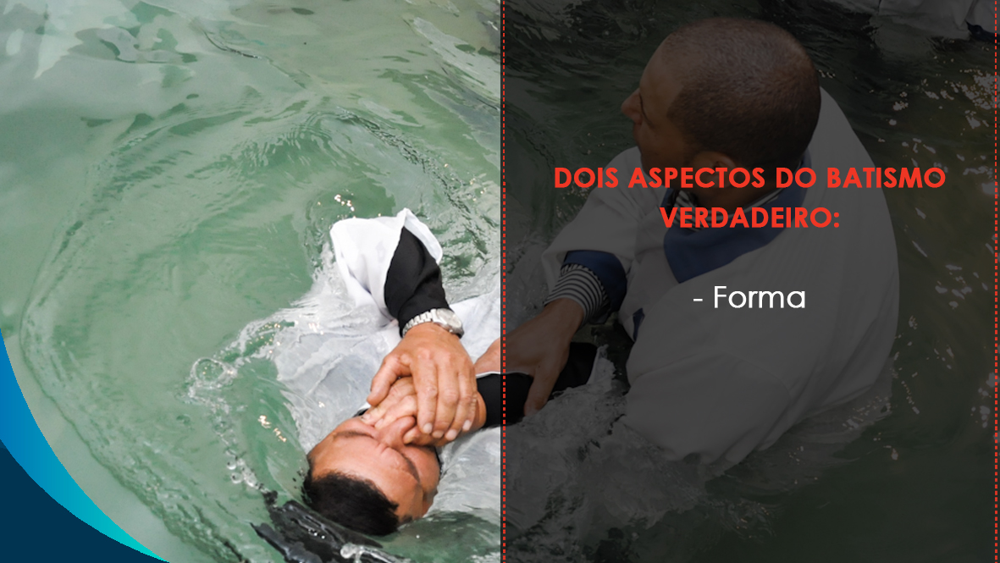 DOIS ASPECTOS DO BATISMO
VERDADEIRO:
- Forma